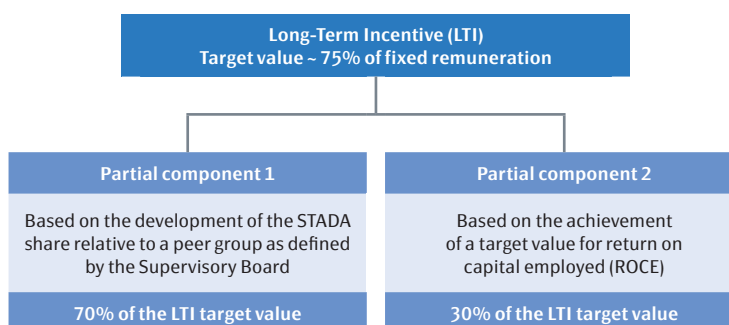 Long-Term Incentive (LTI)
Target value ~ 75% of fixed remuneration
Partial component 1
Based on the development of the STADA
share relative to a peer group as defined
by the Supervisory Board
70% of the LTI target value
Partial component 2
Based on the achievement
of a target value for return on
capital employed (ROCE)
30% of the LTI target value